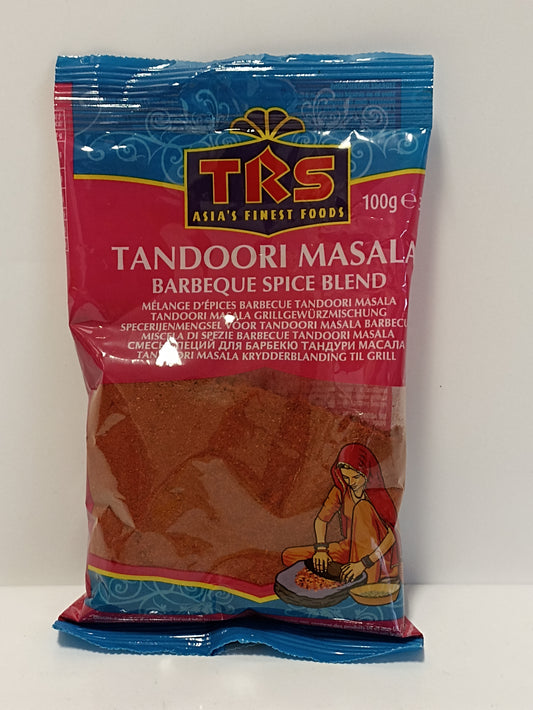 TRS
ASIA'S FINEST FOODS
100g e
TANDOORI MASALA
BARBEQUE SPICE BLEND
MÉLANGE D'ÉPICES BARBECUE TANDOORI MASALA
TANDOORI MASALA GRILLGEWÜRZMISCHUNG
SPECERIJENMENGSEL VOOR TANDOORI MASALA BARBECU
MISCELA DI SPEZIE BARBECUE TANDOORI MASALA
СМЕСЬ СПЕЦИЙ ДЛЯ БАРБЕКЮ ТАНДУРИ МАСАЛА
TANDOORI MASALA KRYDDERBLANDING TIL GRILL